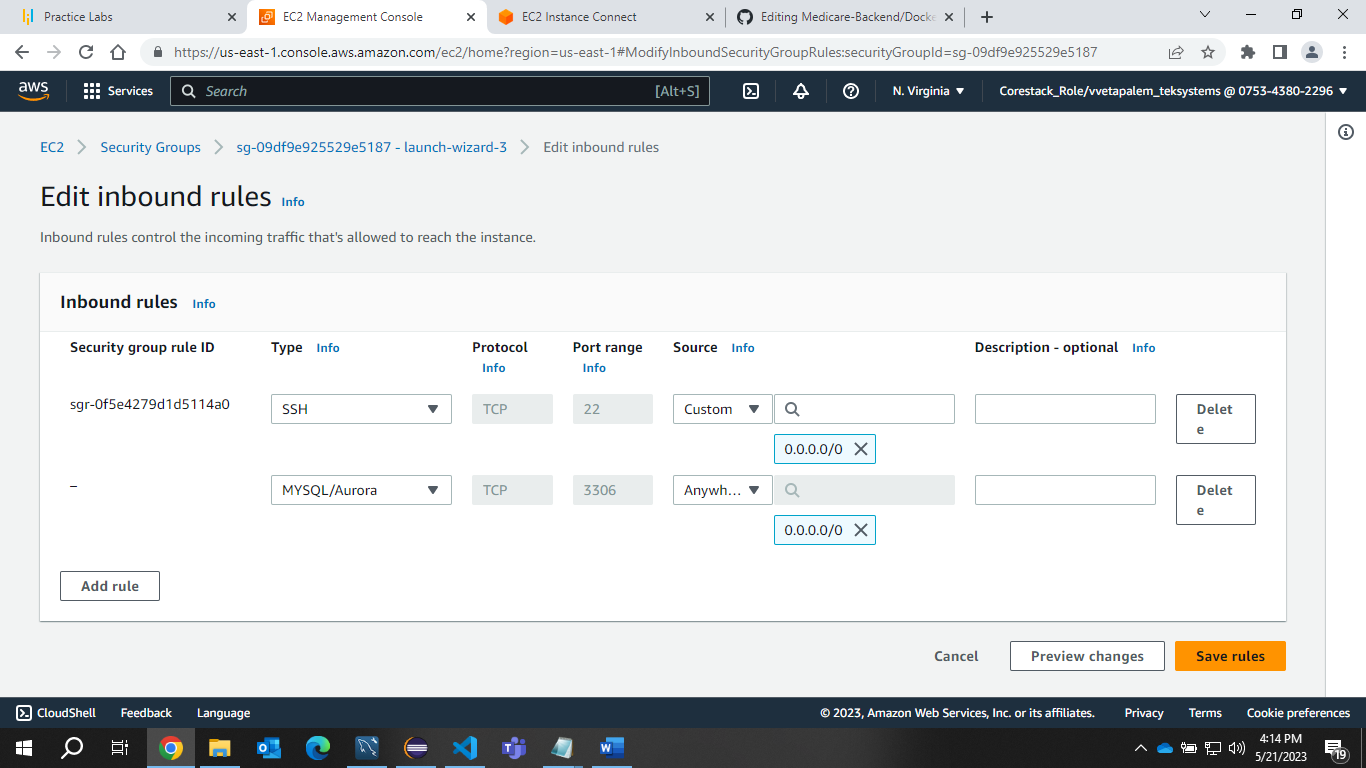 Practice Labs
EC2 Management Console
EC2 Instance Connect
Editing Medicare-Backend/Docke
https://us-east-1.console.aws.amazon.com/ec2/home?region=us-east-1#ModifyInboundSecurityGroupRules:securityGroupId=sg-09df9e925529e5187
aws
Services
Search
[Alt+S]
N. Virginia
Corestack_Role/vvetapalem_teksystems @ 0753-4380-2296
EC2
Security Groups
sg-09df9e925529e5187 - launch-wizard-3
Edit inbound rules
Edit inbound rules Info
Inbound rules control the incoming traffic that's allowed to reach the instance.
Inbound rules Info
Security group rule ID
Type Info
Protocol
Info
Port range
Info
Source Info
Description - optional Info
sgr-0f5e4279d1d5114a0
SSH
TCP
22
Custom
0.0.0.0/0
Delet
e
–
MYSQL/Aurora
TCP
3306
Anywh...
0.0.0.0/0
Delet
e
Add rule
Cancel
Preview changes
Save rules
CloudShell
Feedback
Language
© 2023, Amazon Web Services, Inc. or its affiliates.
Privacy
Terms
Cookie preferences
4:14 PM
5/21/2023
19